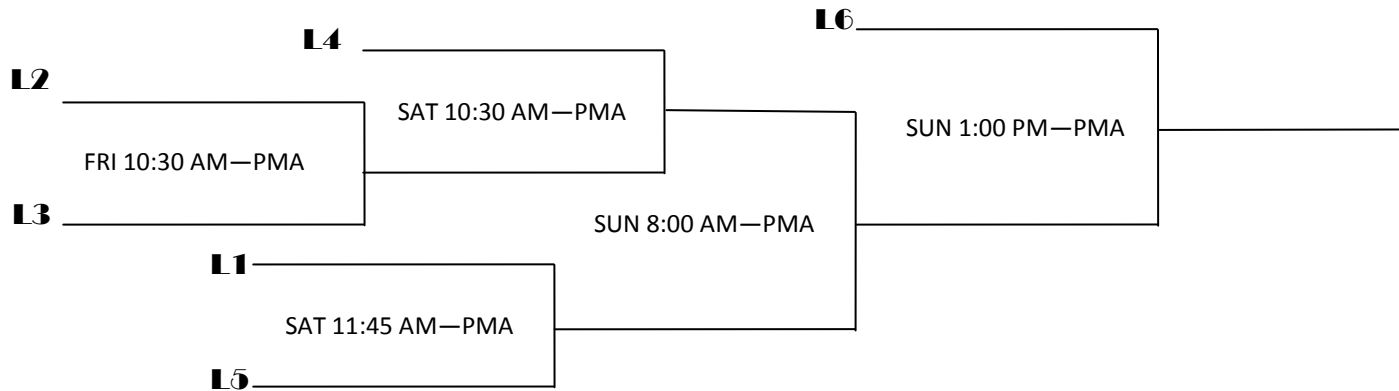 L6
L4
L2
SAT 10:30 AM—PMA
SUN 1:00 PM—PMA
FRI 10:30 AM—PMA
L3
SUN 8:00 AM—PMA
L1
SAT 11:45 AM—PMA
L5